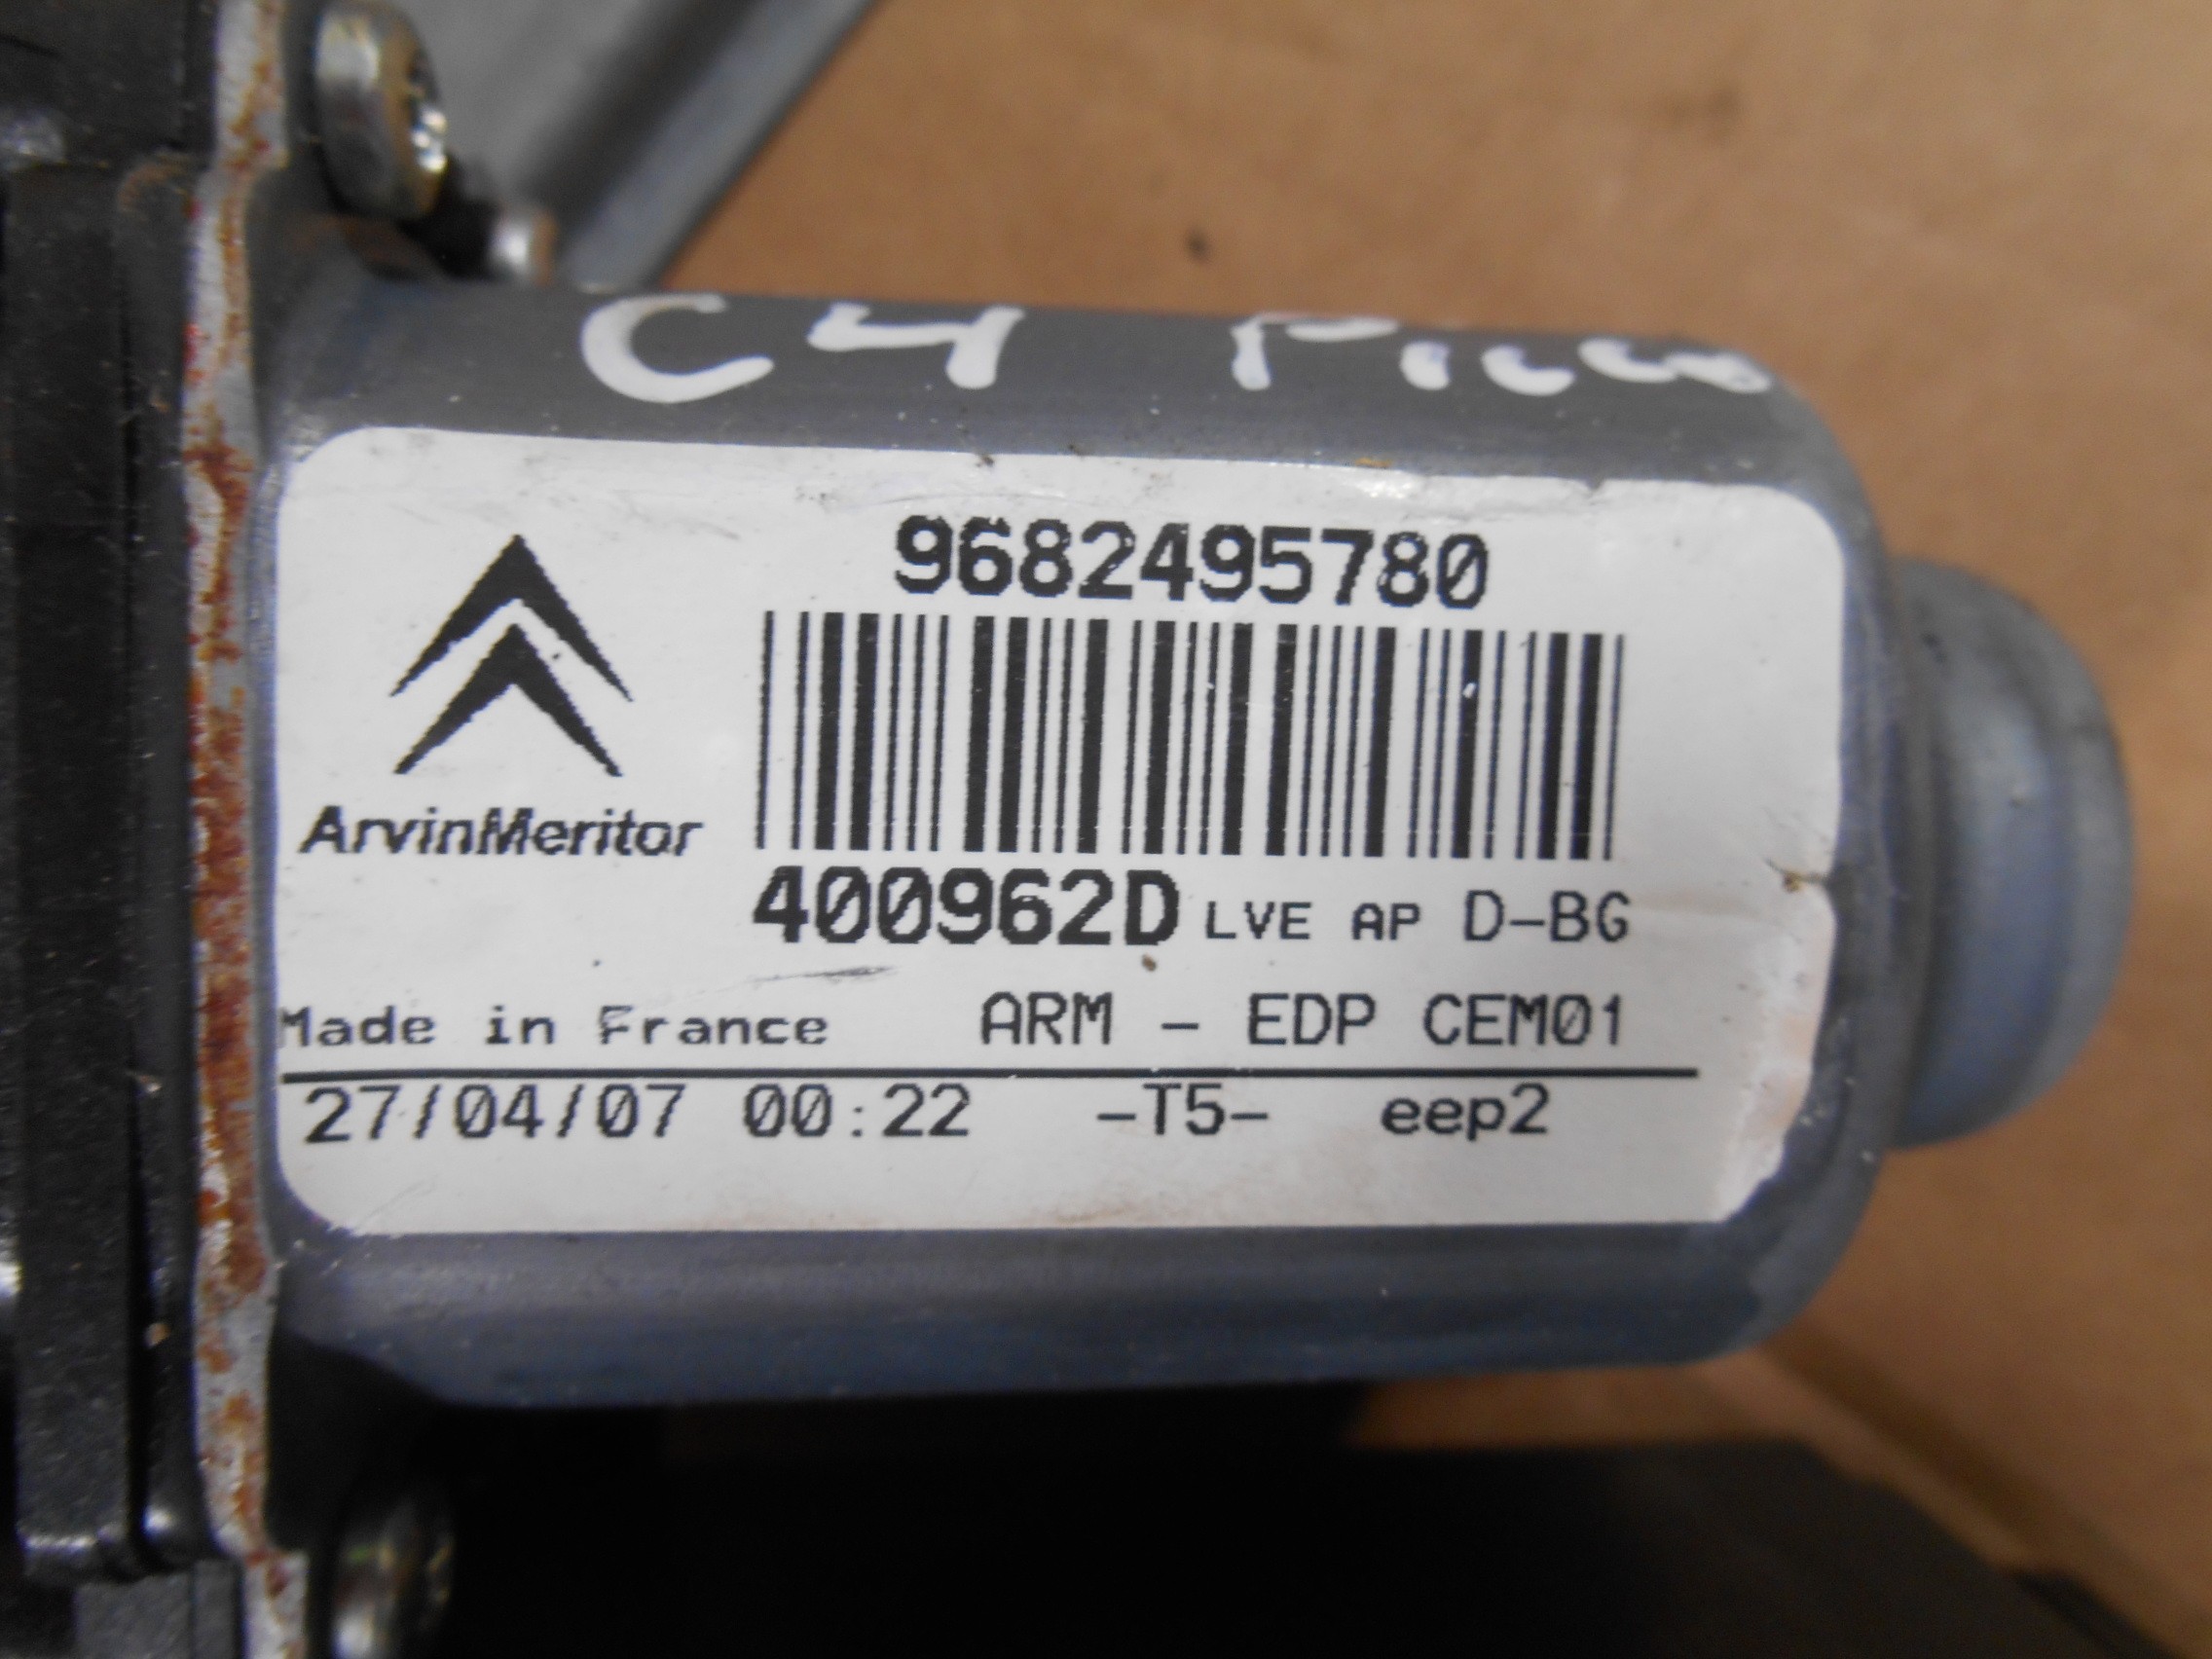 C4 Picco
9682495780
ArvinMeritor
400962D LVE AP D-BG
Made in France ARM - EDP CEM01
27/04/07 00:22 -T5- eep2